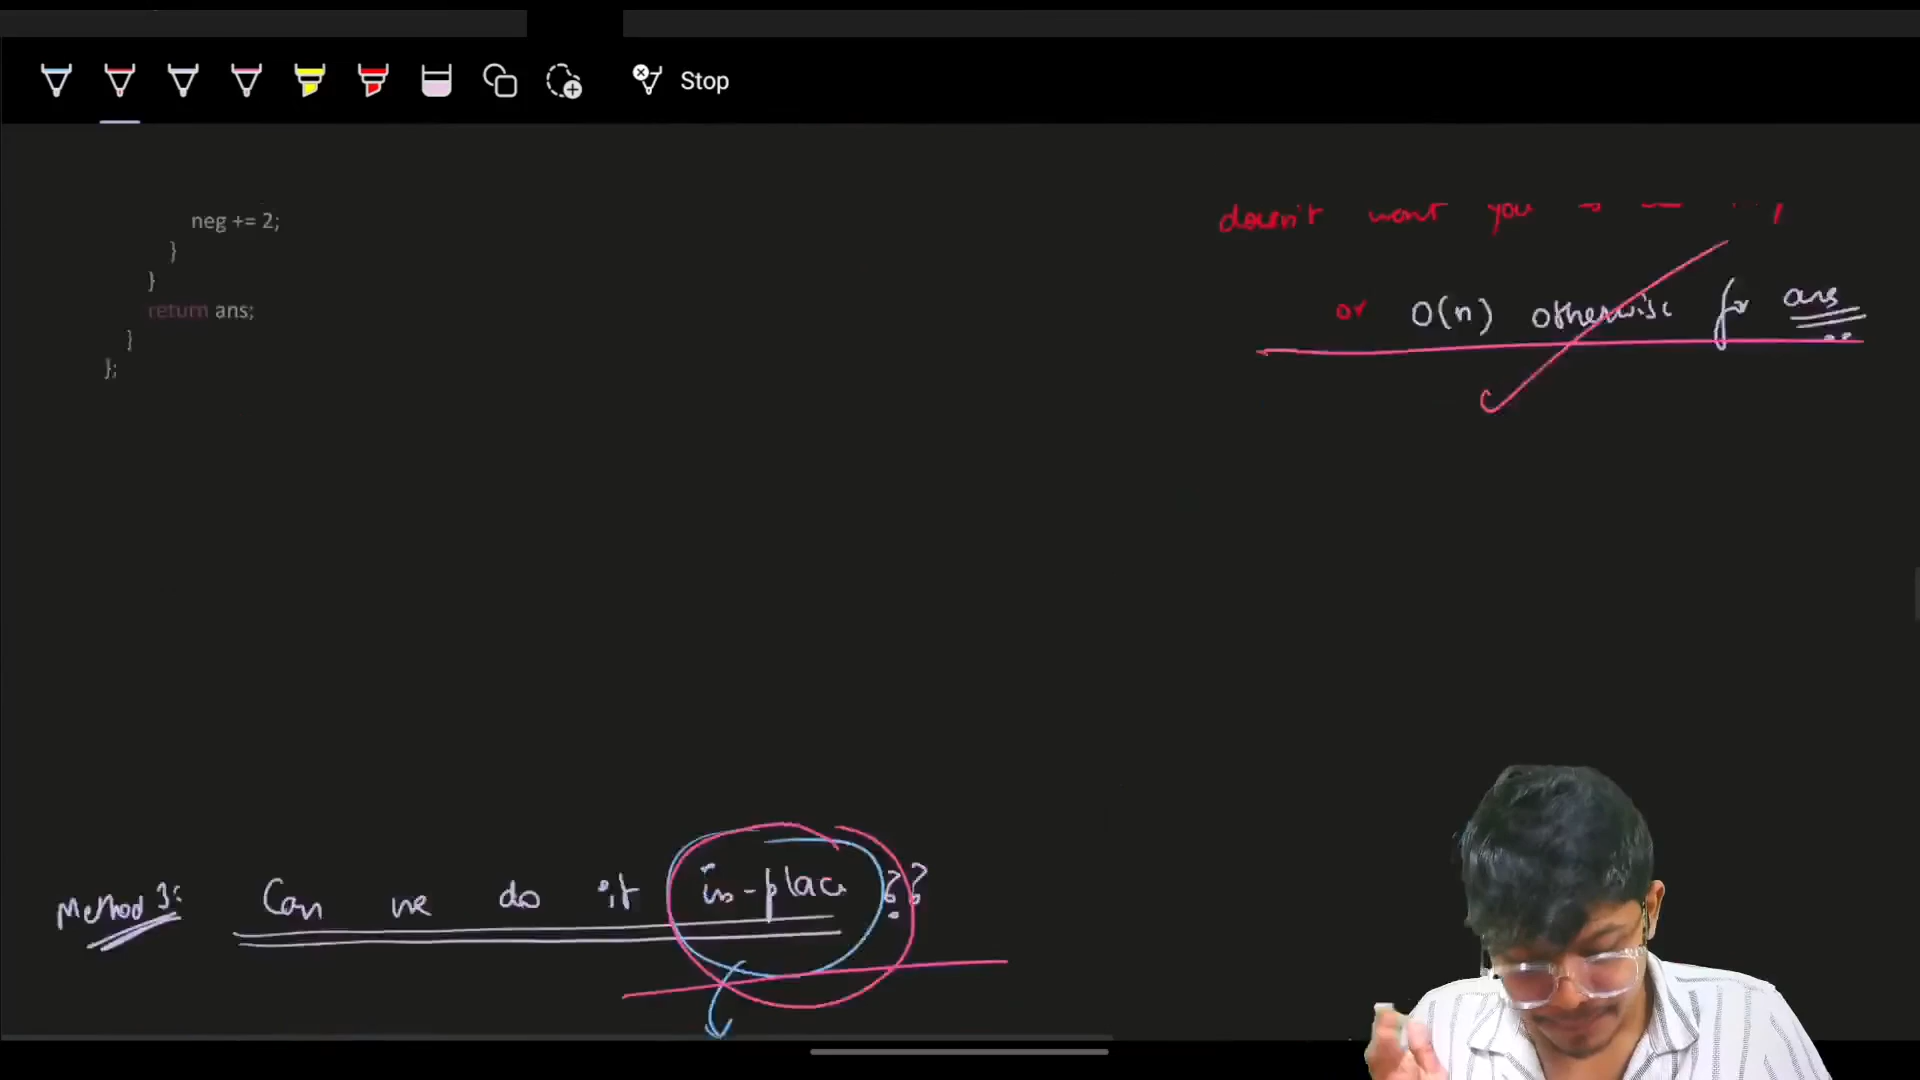 Stop
neg += 2;
}
}
return ans;
}
};
doesn't want you
or O(n) otherwise for ans
Method 3: Can we do it in-place ??